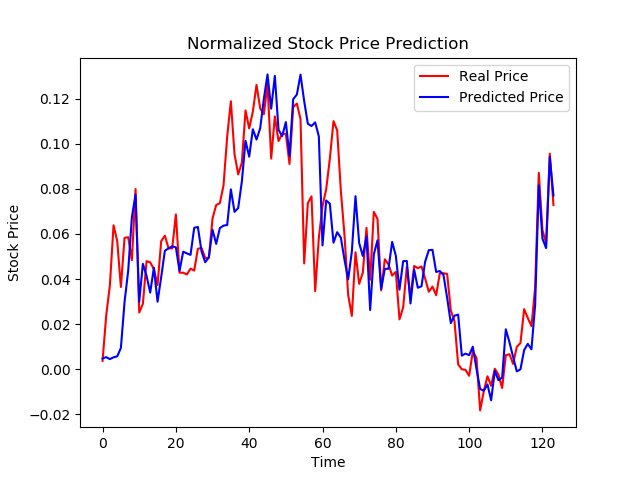 Normalized Stock Price Prediction
Real Price
Predicted Price
Stock Price
0.12
0.10
0.08
0.06
0.04
0.02
0.00
−0.02
0 20 40 60 80 100 120
Time